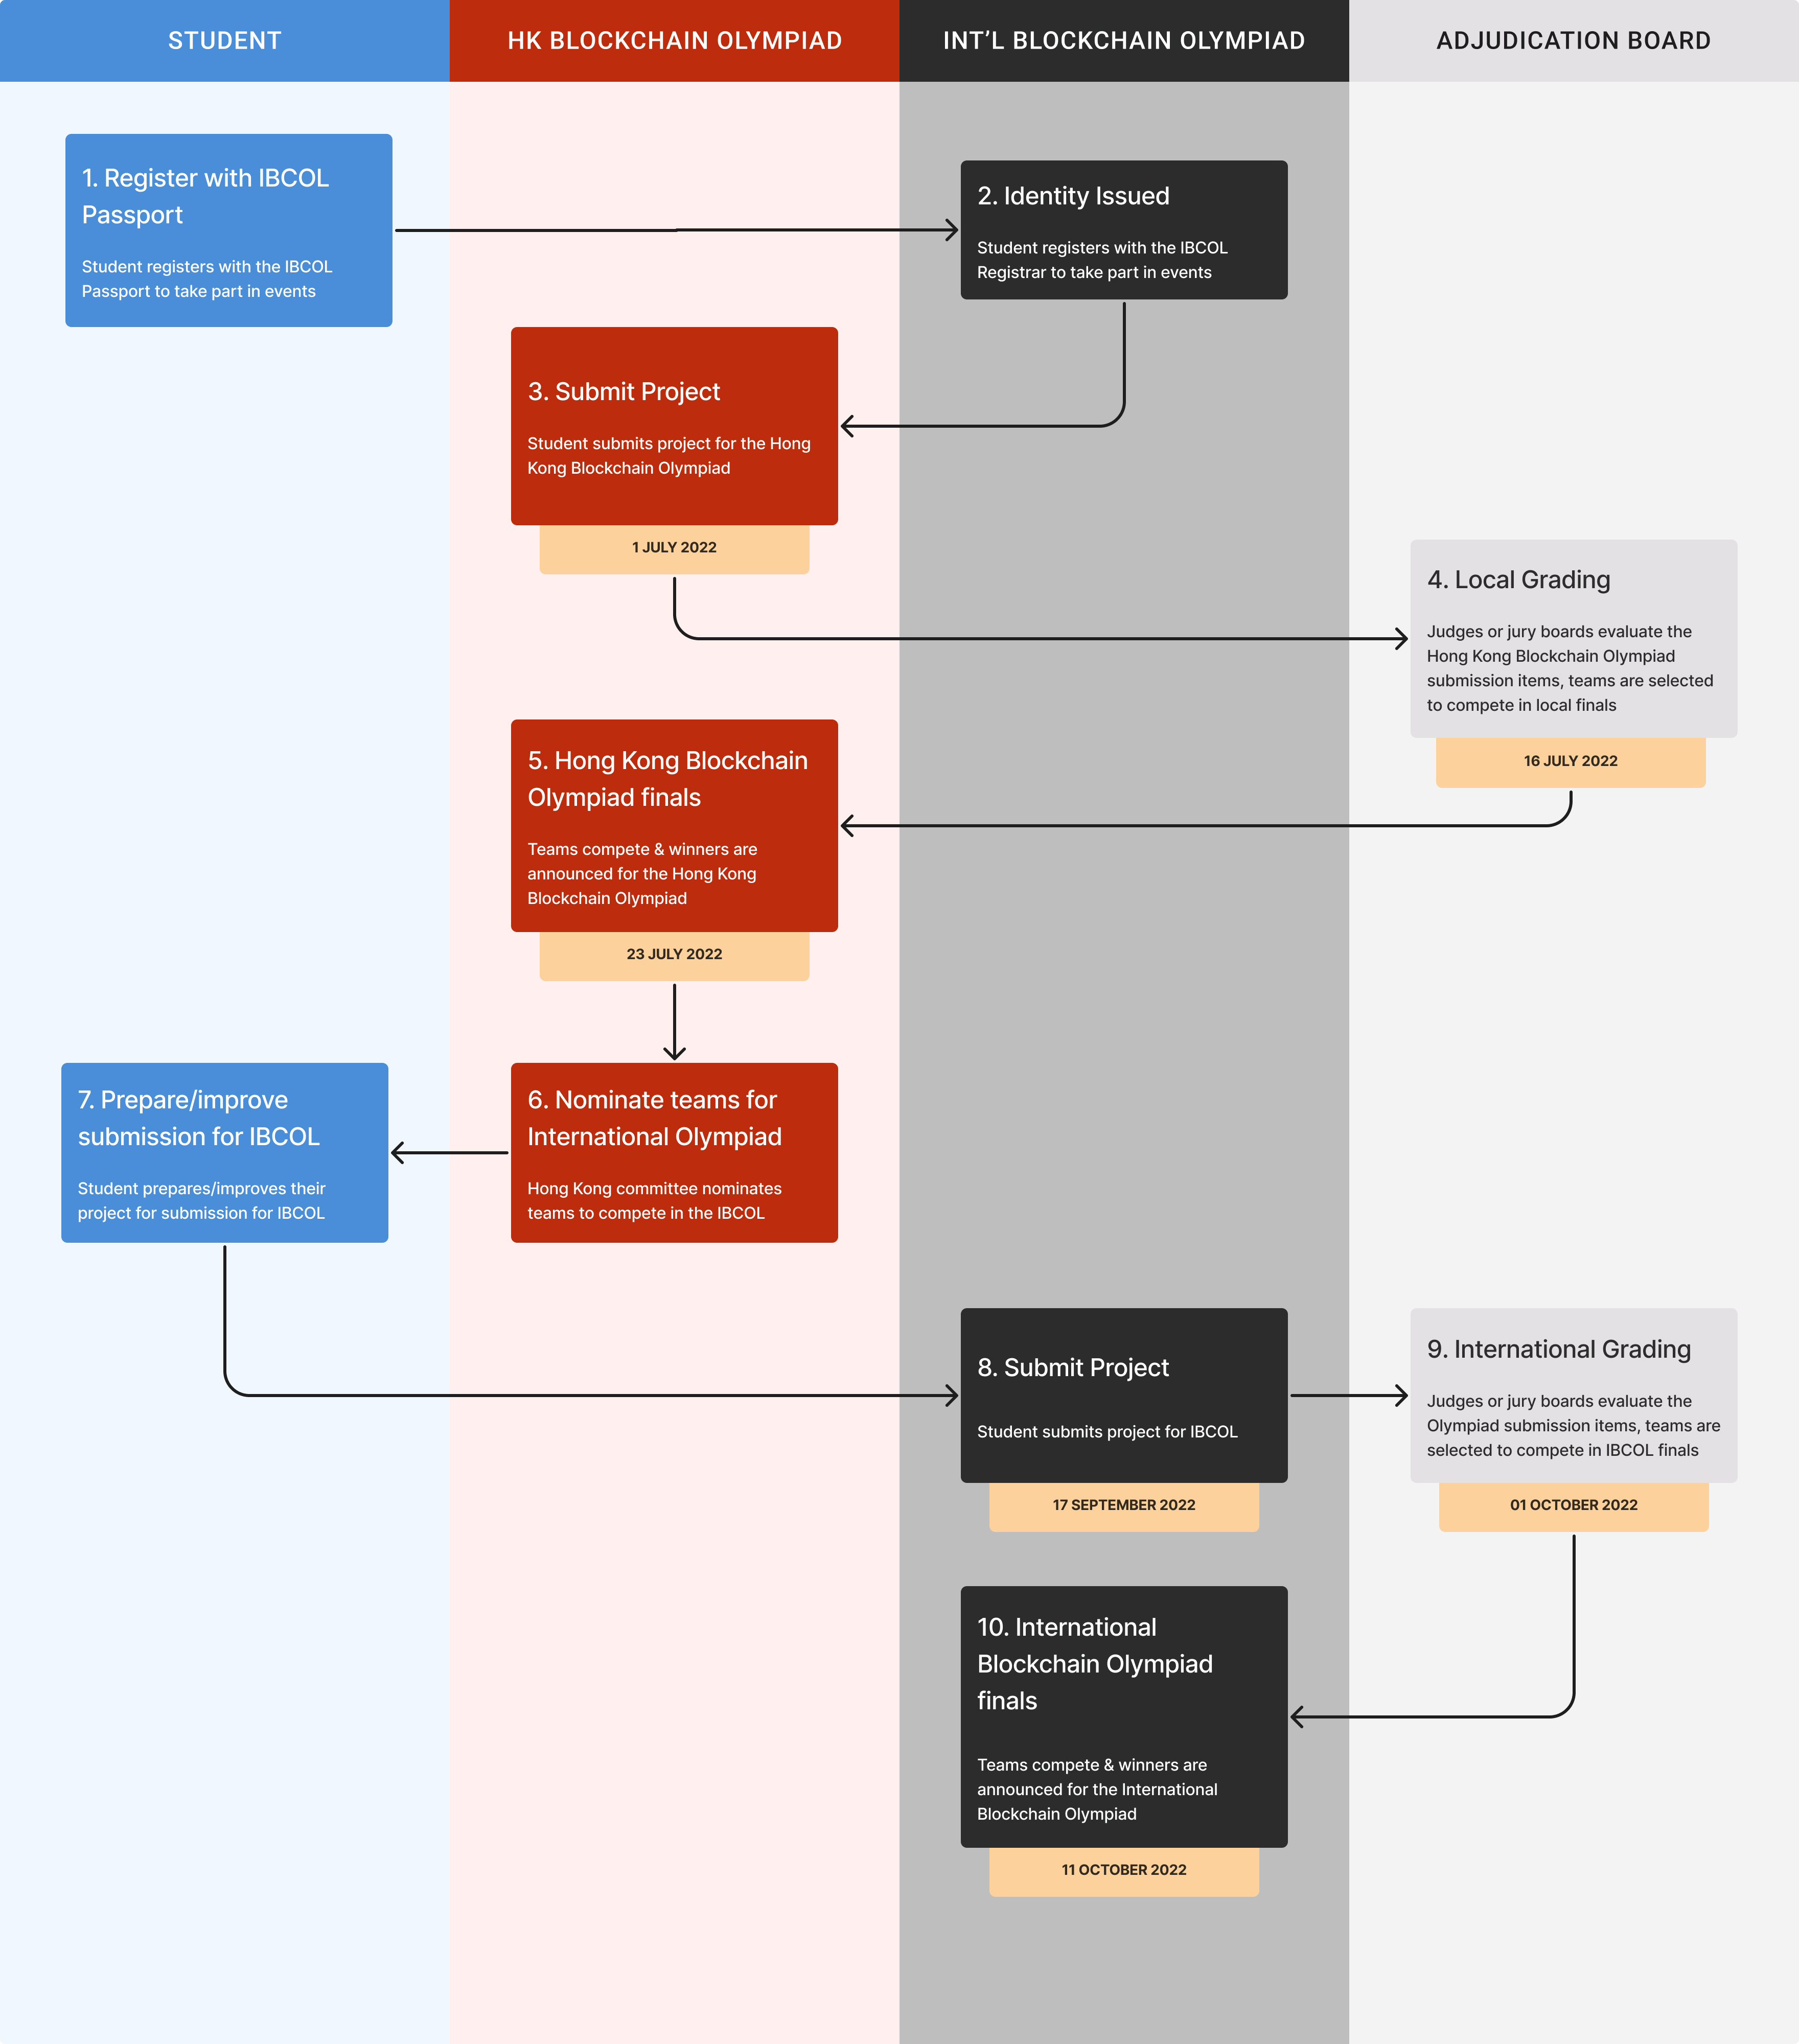 STUDENT
HK BLOCKCHAIN OLYMPIAD
INT’L BLOCKCHAIN OLYMPIAD
ADJUDICATION BOARD
1. Register with IBCOL
Passport
Student registers with the IBCOL
Passport to take part in events
2. Identity Issued
Student registers with the IBCOL
Registrar to take part in events
3. Submit Project
Student submits project for the Hong
Kong Blockchain Olympiad
1 JULY 2022
4. Local Grading
Judges or jury boards evaluate the
Hong Kong Blockchain Olympiad
submission items, teams are selected
to compete in local finals
16 JULY 2022
5. Hong Kong Blockchain
Olympiad finals
Teams compete & winners are
announced for the Hong Kong
Blockchain Olympiad
23 JULY 2022
6. Nominate teams for
International Olympiad
Hong Kong committee nominates
teams to compete in the IBCOL
7. Prepare/improve
submission for IBCOL
Student prepares/improves their
project for submission for IBCOL
8. Submit Project
Student submits project for IBCOL
17 SEPTEMBER 2022
9. International Grading
Judges or jury boards evaluate the
Olympiad submission items, teams are
selected to compete in IBCOL finals
01 OCTOBER 2022
10. International
Blockchain Olympiad
finals
Teams compete & winners are
announced for the International
Blockchain Olympiad
11 OCTOBER 2022